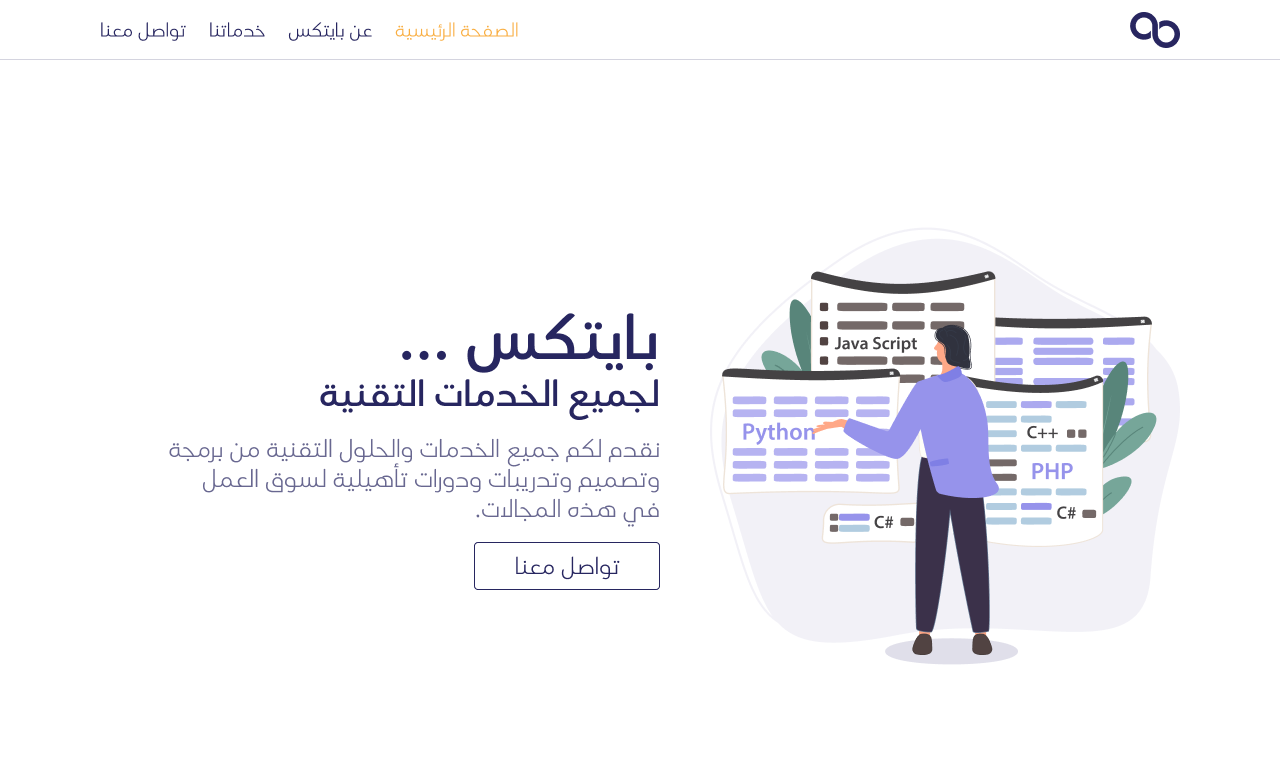 الصفحة الرئيسية
عن بايتكس
خدماتنا
تواصل معنا
بايتكس ...
لجميع الخدمات التقنية
نقدم لكم جميع الخدمات والحلول التقنية من برمجة
وتصميم وتدريبات ودورات تأهيلية لسوق العمل
في هذه المجالات.
تواصل معنا
Java Script
Python
C++
PHP
C#
C#